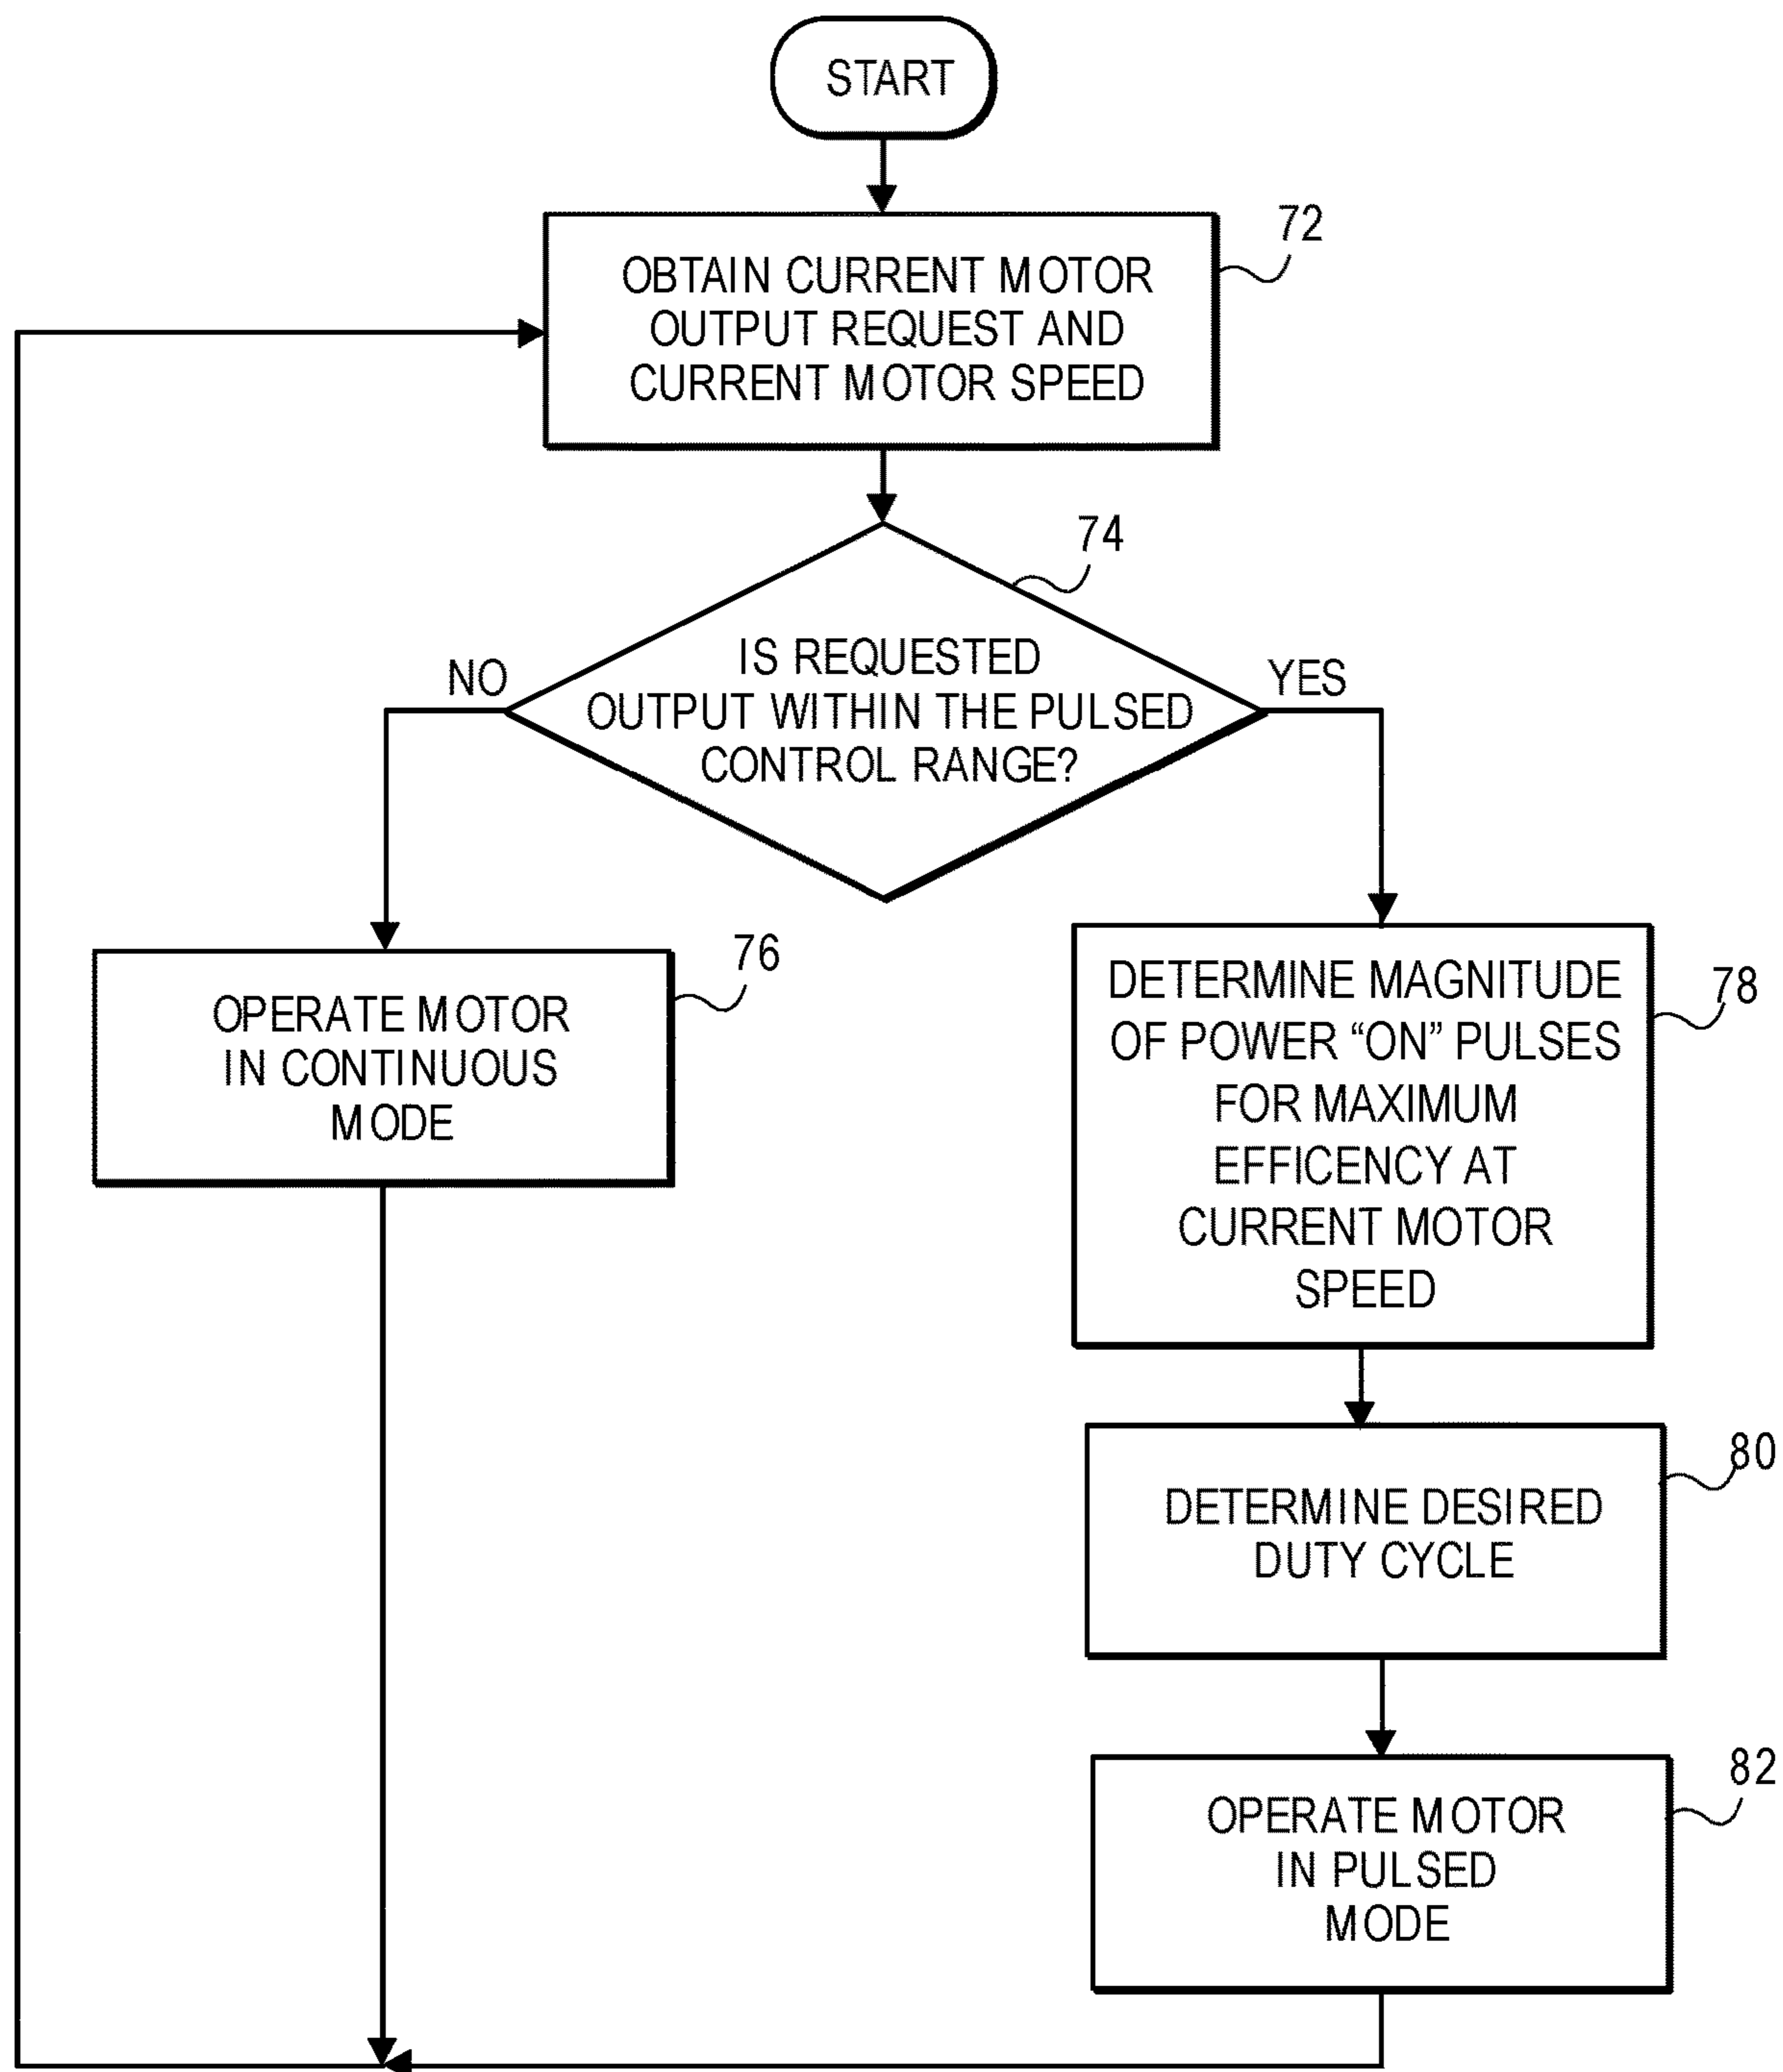 START
72
OBTAIN CURRENT MOTOR
OUTPUT REQUEST AND
CURRENT MOTOR SPEED
74
IS REQUESTED
OUTPUT WITHIN THE PULSED
CONTROL RANGE?
NO
YES
76
OPERATE MOTOR
IN CONTINUOUS
MODE
78
DETERMINE MAGNITUDE
OF POWER “ON” PULSES
FOR MAXIMUM
EFFICENCY AT
CURRENT MOTOR
SPEED
80
DETERMINE DESIRED
DUTY CYCLE
82
OPERATE MOTOR
IN PULSED
MODE